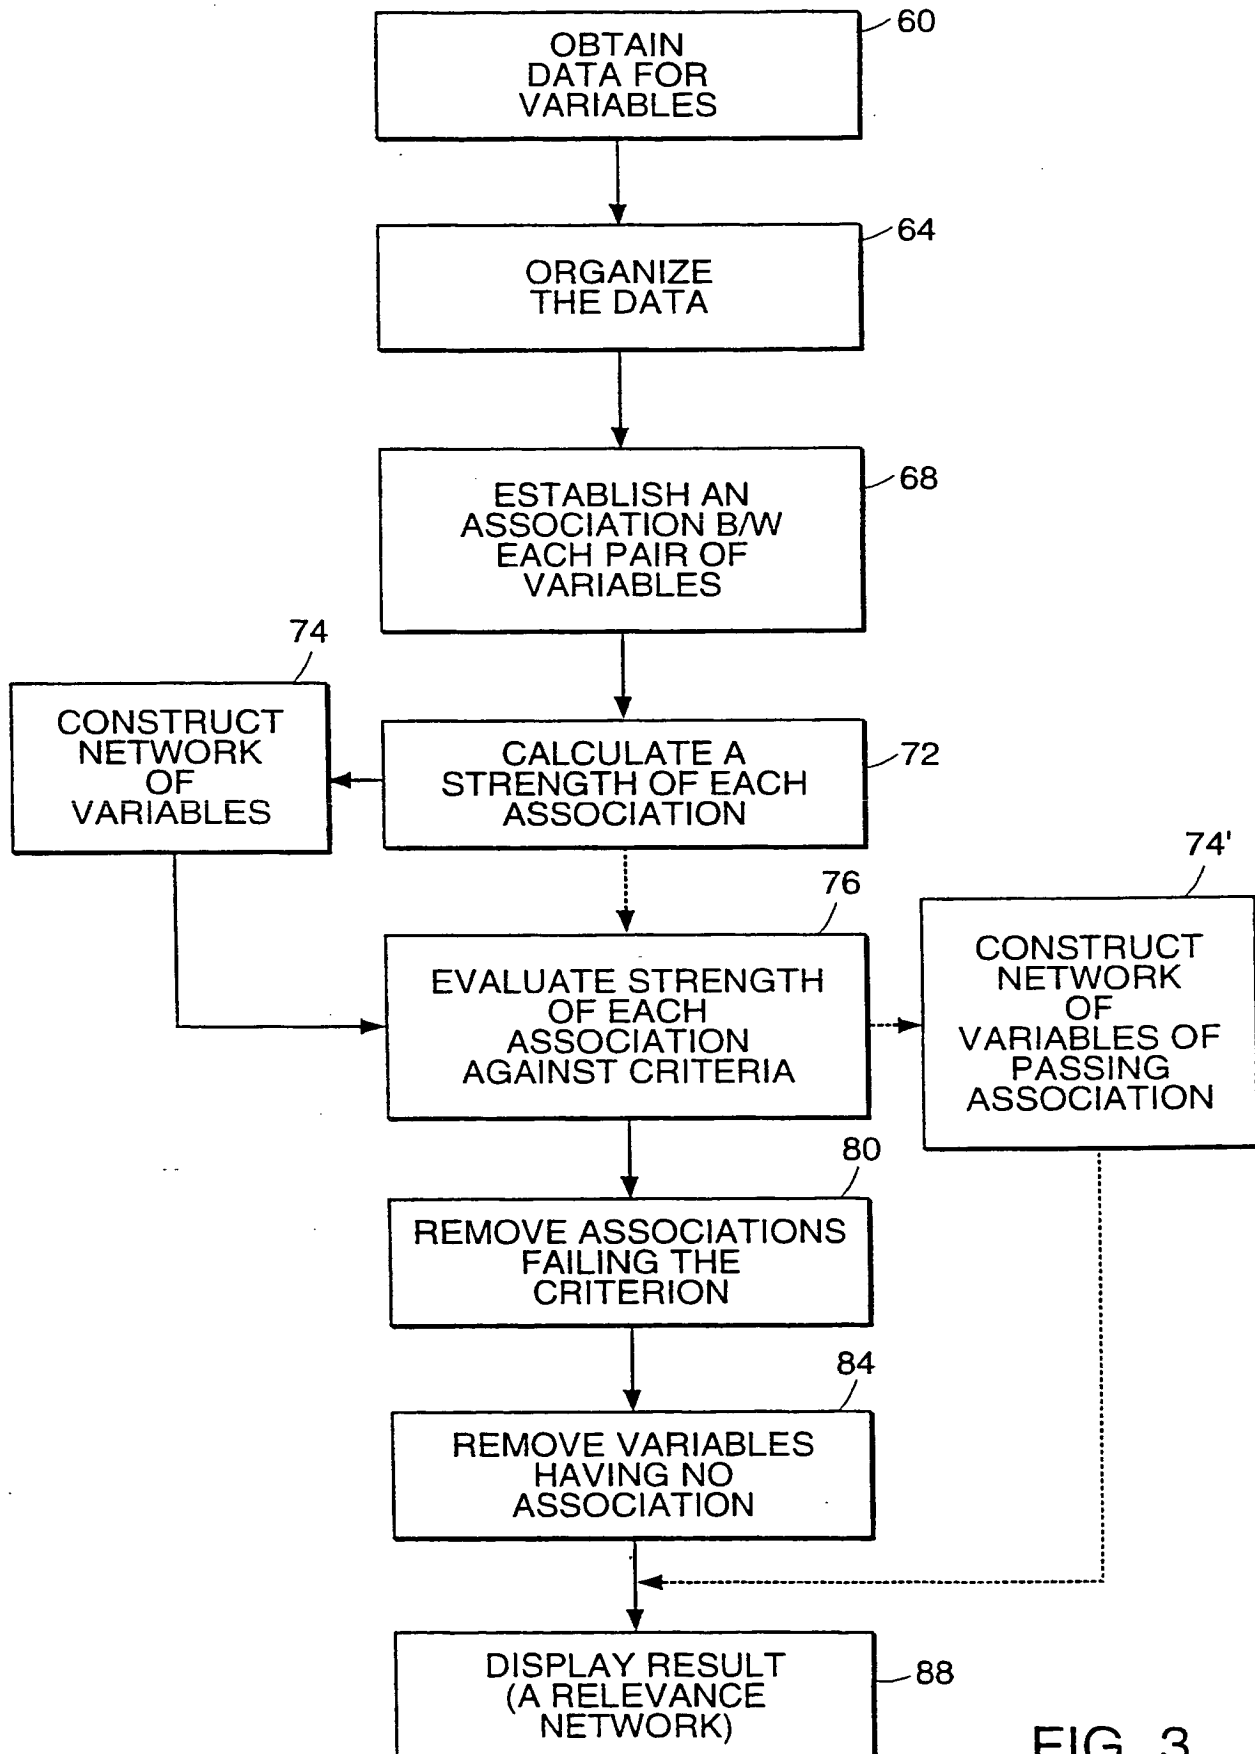 60
OBTAIN
DATA FOR
VARIABLES
64
ORGANIZE
THE DATA
68
ESTABLISH AN
ASSOCIATION B/W
EACH PAIR OF
VARIABLES
74
CONSTRUCT
NETWORK
OF
VARIABLES
72
CALCULATE A
STRENGTH OF EACH
ASSOCIATION
76
EVALUATE STRENGTH
OF EACH
ASSOCIATION
AGAINST CRITERIA
74'
CONSTRUCT
NETWORK
OF
VARIABLES OF
PASSING
ASSOCIATION
80
REMOVE ASSOCIATIONS
FAILING THE
CRITERION
84
REMOVE VARIABLES
HAVING NO
ASSOCIATION
88
DISPLAY RESULT
(A RELEVANCE
NETWORK)
FIG. 3